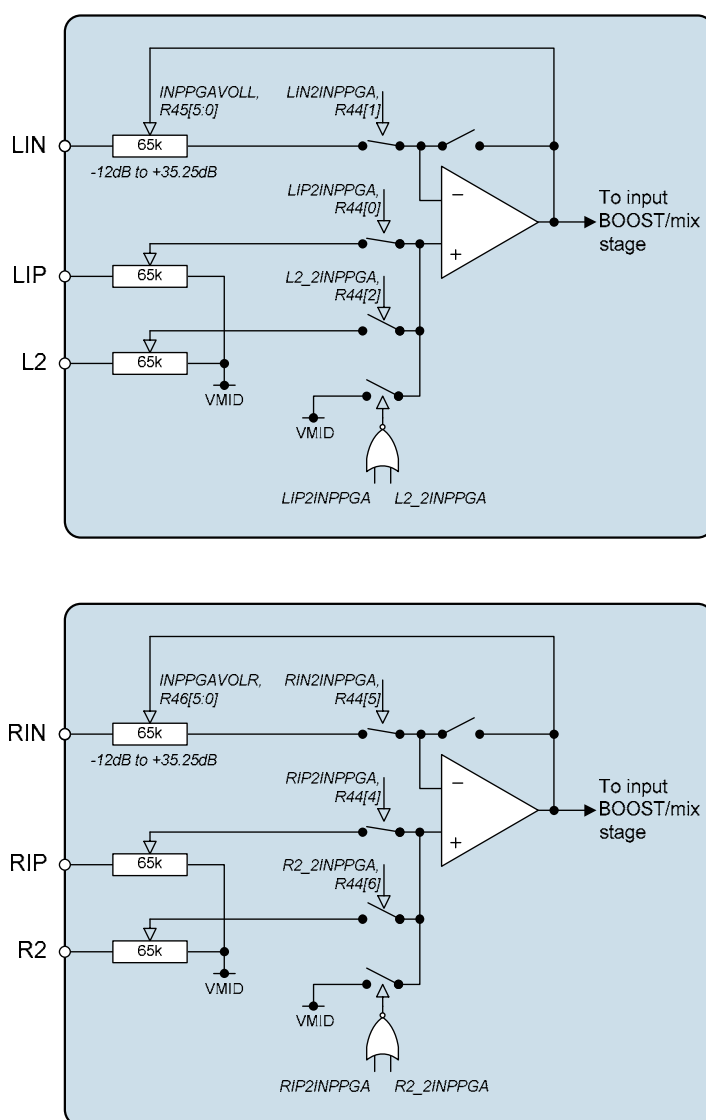 INPPGAVOLL,
R45[5:0]
LIN2INPPGA,
R44[1]
LIN
65k
-12dB to +35.25dB
LIP2INPPGA,
R44[0]
−
To input
BOOST/mix
stage
+
LIP
65k
L2_2INPPGA,
R44[2]
L2
65k
VMID
VMID
LIP2INPPGA
L2_2INPPGA
INPPGAVOLR,
R46[5:0]
RIN2INPPGA,
R44[5]
RIN
65k
-12dB to +35.25dB
RIP2INPPGA,
R44[4]
−
To input
BOOST/mix
stage
+
RIP
65k
R2_2INPPGA,
R44[6]
R2
65k
VMID
VMID
RIP2INPPGA
R2_2INPPGA